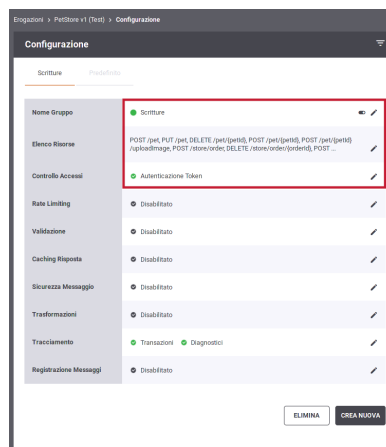 Erogazioni > PetStore v1 (Test) > Configurazione
Configurazione
Scritture Predefinito
Nome Gruppo Scritture
Elenco Risorse POST /pet, PUT /pet, DELETE /pet/{petId}, POST /pet/{petId}, POST /pet/{petId}
/uploadImage, POST /store/order, DELETE /store/order/{orderId}, POST ...
Controllo Accessi Autenticazione Token
Rate Limiting Disabilitato
Validazione Disabilitato
Caching Risposta Disabilitato
Sicurezza Messaggio Disabilitato
Trasformazioni Disabilitato
Tracciamento Transazioni Diagnostici
Registrazione Messaggi Disabilitato
ELIMINA CREA NUOVA